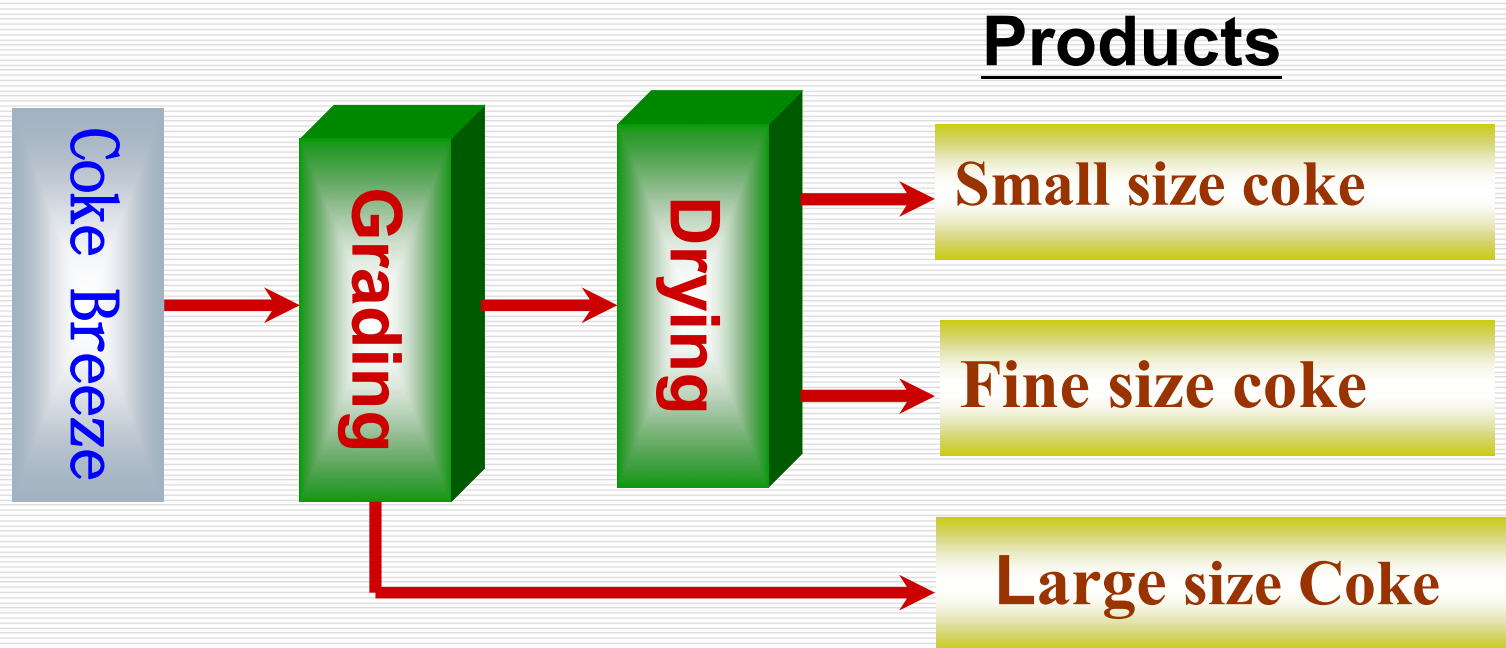 Products
Coke Breeze
Grading
Drying
Small size coke
Fine size coke
Large size Coke